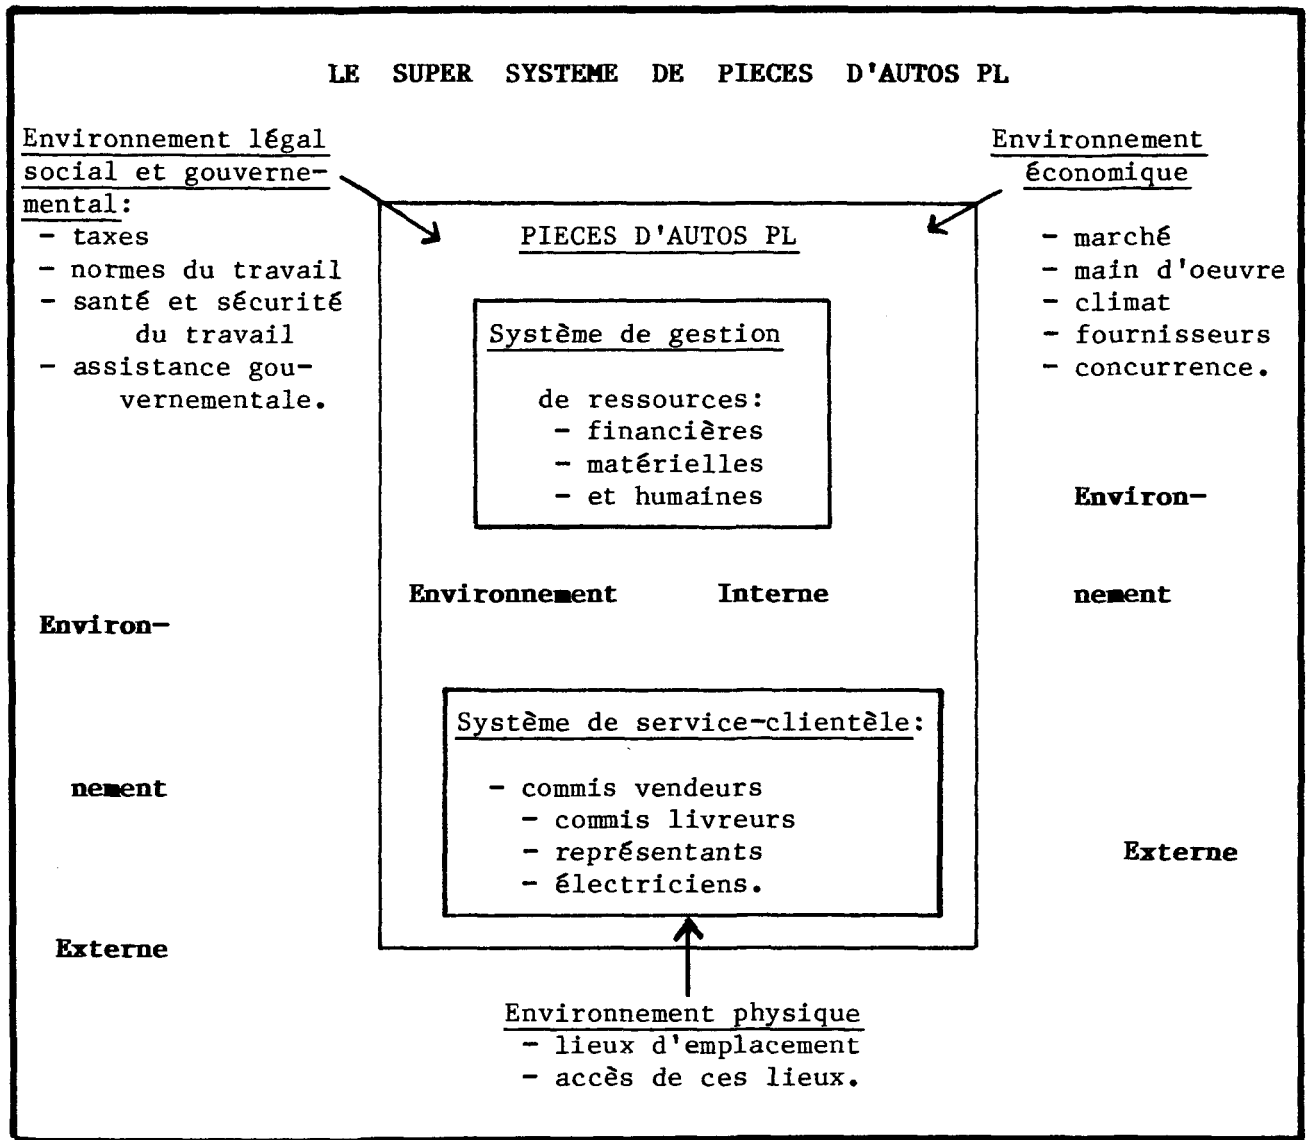 LE SUPER SYSTEME DE PIECES D'AUTOS PL
Environnement légal
social et gouverne-
mental:
- taxes
- normes du travail
- santé et sécurité
du travail
- assistance gou-
vernementale.
Environnement
économique
- marché
- main d'oeuvre
- climat
- fournisseurs
- concurrence.
PIECES D'AUTOS PL
Système de gestion
de ressources:
- financières
- matérielles
- et humaines
Environnement Interne
Environ-
nement
Externe
Environ-
nement
Externe
Système de service-clientèle:
- commis vendeurs
- commis livreurs
- représentants
- électriciens.
Environnement physique
- lieux d'emplacement
- accès de ces lieux.